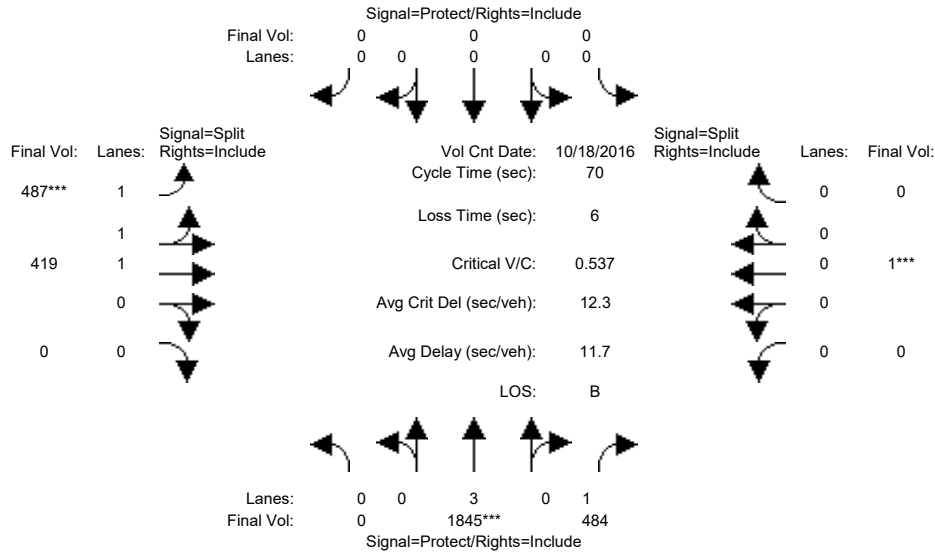 Signal=Protect/Rights=Include
Final Vol: 0 0 0
Lanes: 0 0 0 0 0
Signal=Split Signal=Split
Final Vol: Lanes: Rights=Include Vol Cnt Date: 10/18/2016 Rights=Include Lanes: Final Vol:
Cycle Time (sec): 70
487*** 1 0 0
Loss Time (sec): 6
1 0
419 1 Critical V/C: 0.537 0 1***
0 Avg Crit Del (sec/veh): 12.3 0
0 0 Avg Delay (sec/veh): 11.7 0 0
LOS: B
Lanes: 0 0 3 0 1
Final Vol: 0 1845*** 484
Signal=Protect/Rights=Include